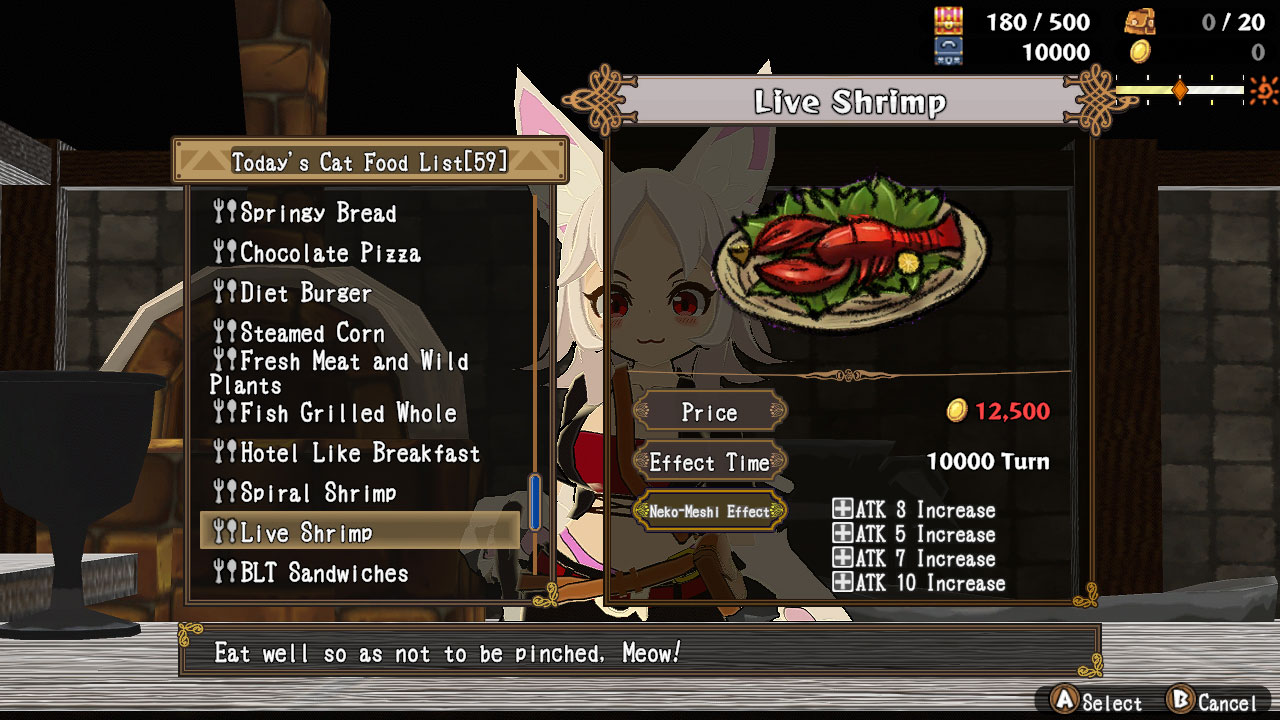 180 / 500
0 / 20
10000
0
Live Shrimp
Today's Cat Food List[59]
Springy Bread
Chocolate Pizza
Diet Burger
Steamed Corn
Fresh Meat and Wild
Plants
Fish Grilled Whole
Hotel Like Breakfast
Spiral Shrimp
Live Shrimp
BLT Sandwiches
Price
12,500
Effect Time
10000 Turn
Neko-Meshi Effect
ATK 3 Increase
ATK 5 Increase
ATK 7 Increase
ATK 10 Increase
Eat well so as not to be pinched, Meow!
A Select
B Cancel